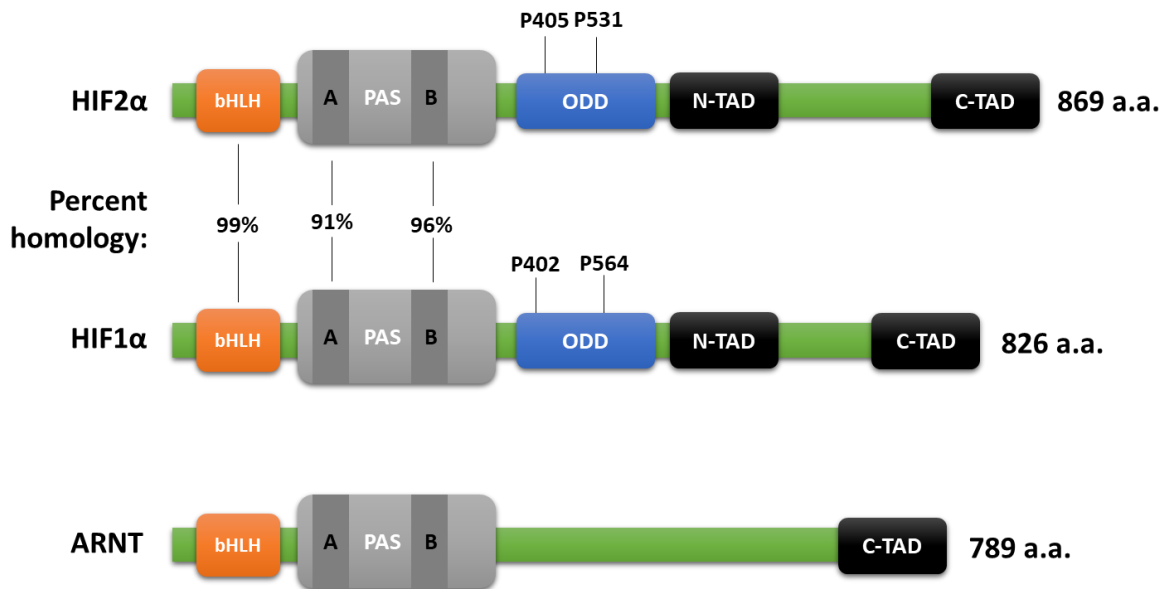 P405 P531
HIF2α bHLH A PAS B ODD N-TAD C-TAD 869 a.a.
Percent
homology:
99% 91% 96%
P402 P564
HIF1α bHLH A PAS B ODD N-TAD C-TAD 826 a.a.
ARNT bHLH A PAS B C-TAD 789 a.a.